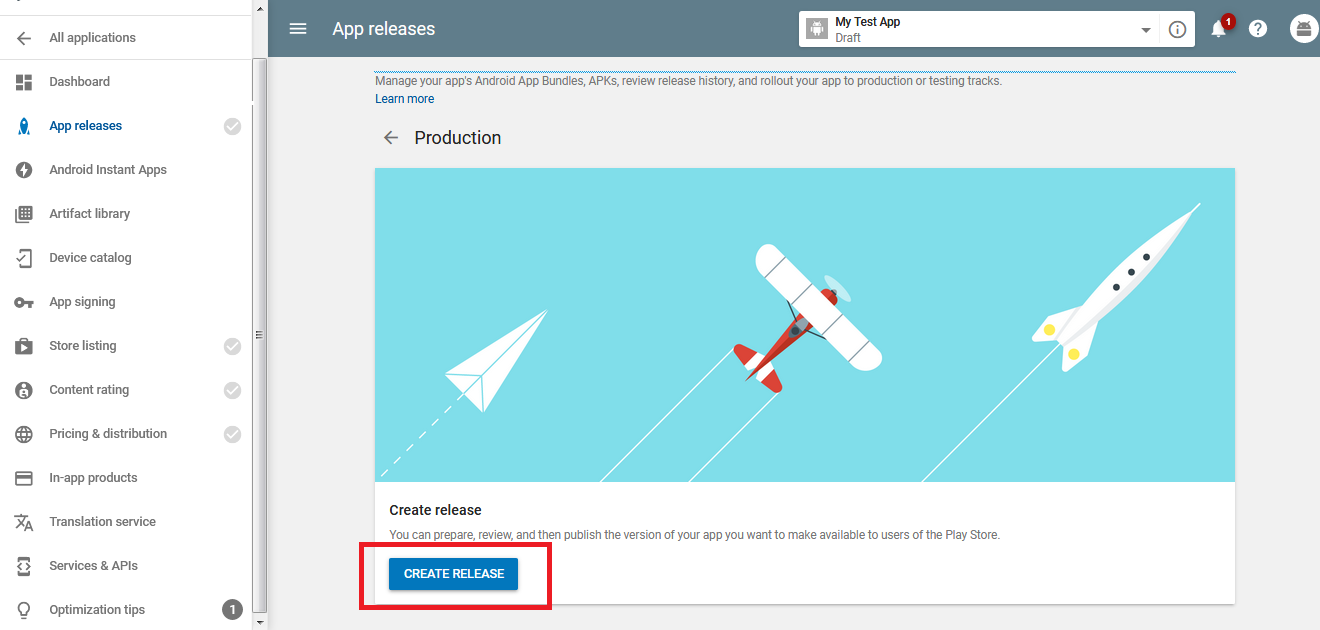 All applications
Dashboard
App releases
Android Instant Apps
Artifact library
Device catalog
App signing
Store listing
Content rating
Pricing & distribution
In-app products
Translation service
Services & APIs
Optimization tips 1
App releases
My Test App
Draft
1
Manage your app's Android App Bundles, APKs, review release history, and rollout your app to production or testing tracks.
Learn more
Production
Create release
You can prepare, review, and then publish the version of your app you want to make available to users of the Play Store.
CREATE RELEASE